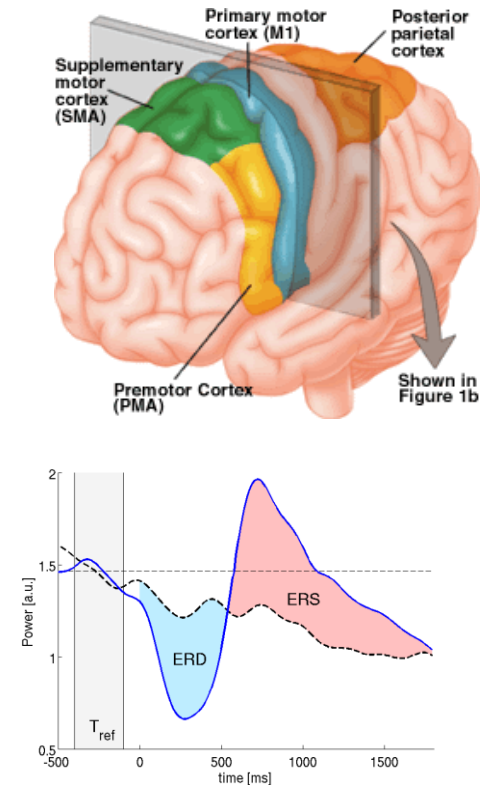 Primary motor
cortex (M1)
Posterior
parietal
cortex
Supplementary
motor
cortex
(SMA)
Premotor Cortex
(PMA)
Shown in
Figure 1b
2
1.5
1
0.5
Power [a.u.]
ERS
ERD
Tref
-500
0
500
1000
1500
time [ms]